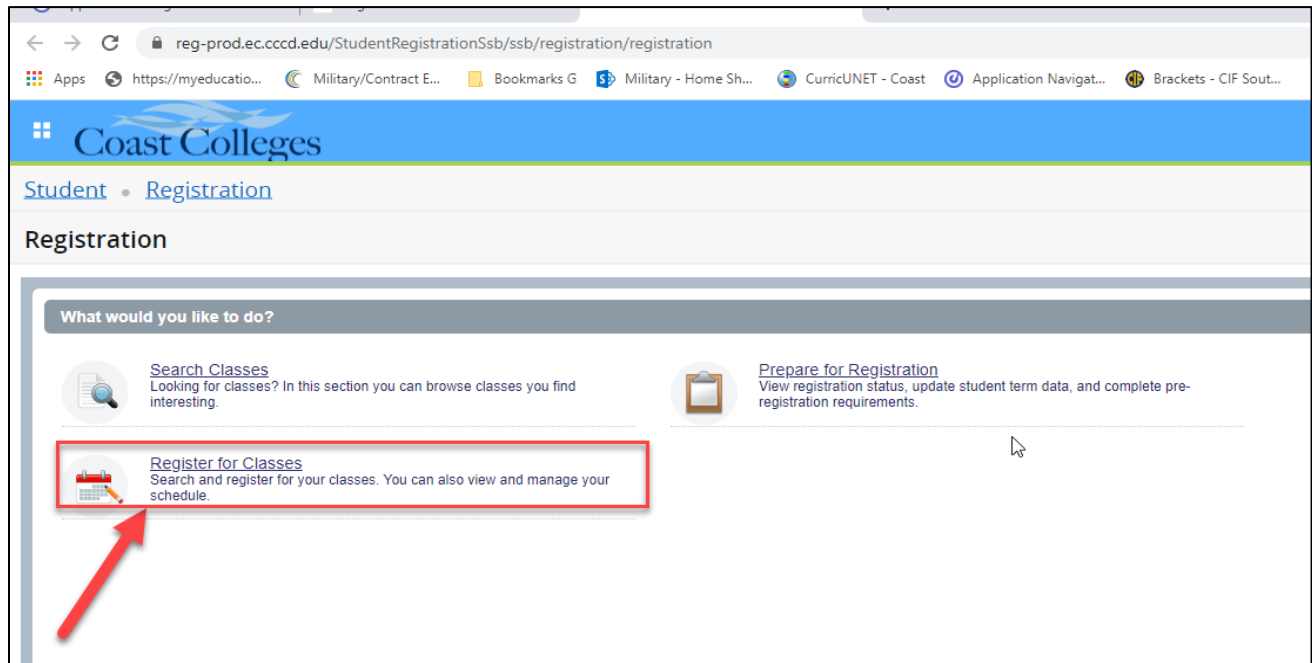 reg-prod.ec.cccd.edu/StudentRegistrationSsb/ssb/registration/registration
Apps https://myeducatio... Military/Contract E... Bookmarks G Military - Home Sh... CurricUNET - Coast Application Navigat... Brackets - CIF Sout...
Coast Colleges
Student • Registration
Registration
What would you like to do?
Search Classes
Looking for classes? In this section you can browse classes you find
interesting.
Prepare for Registration
View registration status, update student term data, and complete pre-
registration requirements.
Register for Classes
Search and register for your classes. You can also view and manage your
schedule.